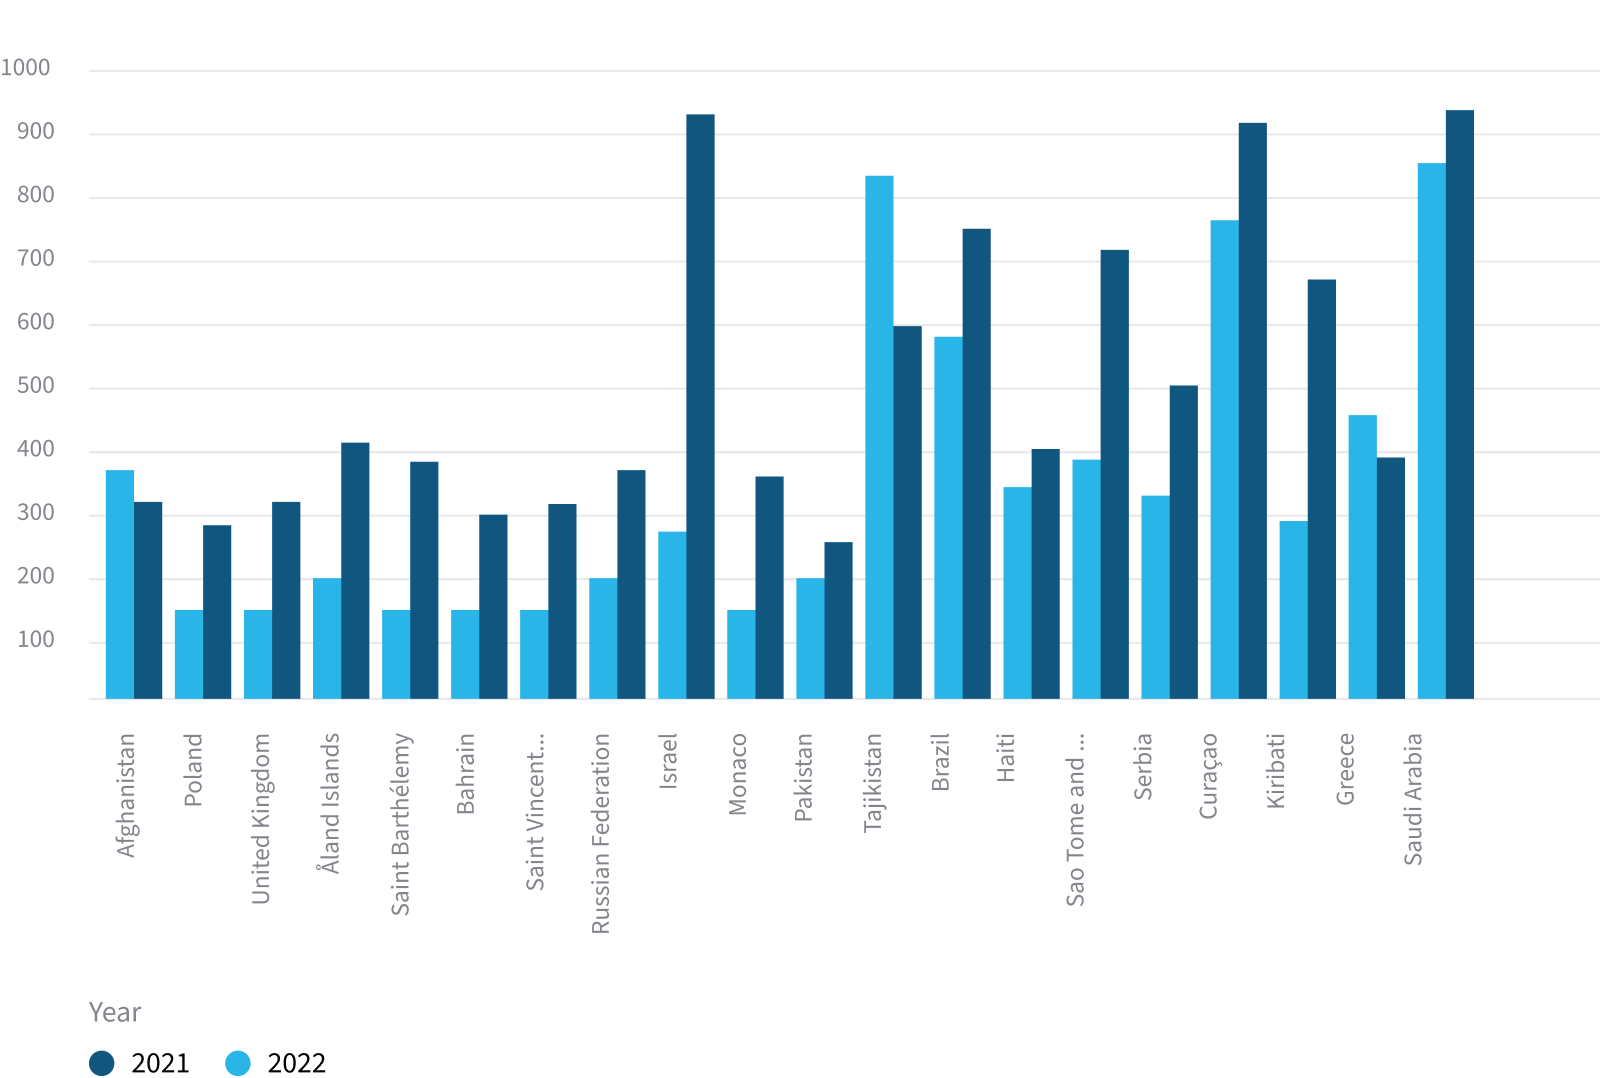 1000
900
800
700
600
500
400
300
200
100
Afghanistan
Poland
United Kingdom
Åland Islands
Saint Barthélemy
Bahrain
Saint Vincent...
Russian Federation
Israel
Monaco
Pakistan
Tajikistan
Brazil
Haiti
Sao Tome and ...
Serbia
Curaçao
Kiribati
Greece
Saudi Arabia
Year
2021 2022